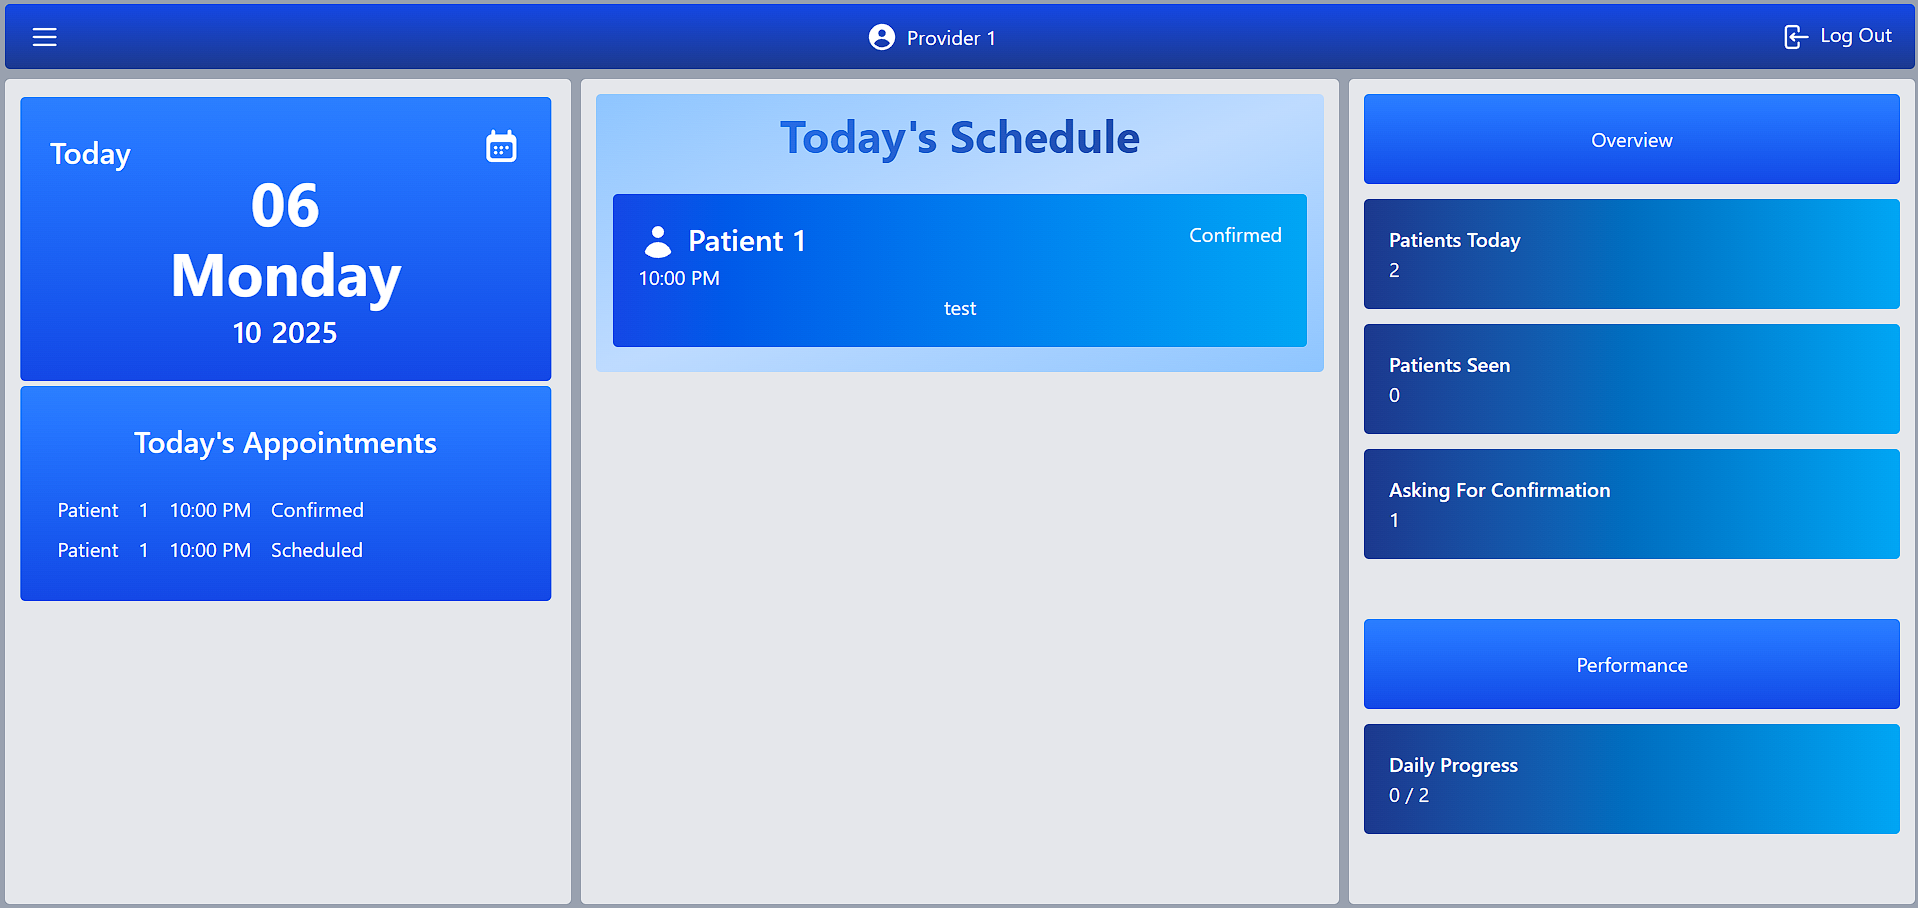 Provider 1
Log Out
Today
06
Monday
10 2025
Today's Appointments
Patient 1 10:00 PM Confirmed
Patient 1 10:00 PM Scheduled
Today's Schedule
Patient 1
Confirmed
10:00 PM
test
Overview
Patients Today
2
Patients Seen
0
Asking For Confirmation
1
Performance
Daily Progress
0 / 2